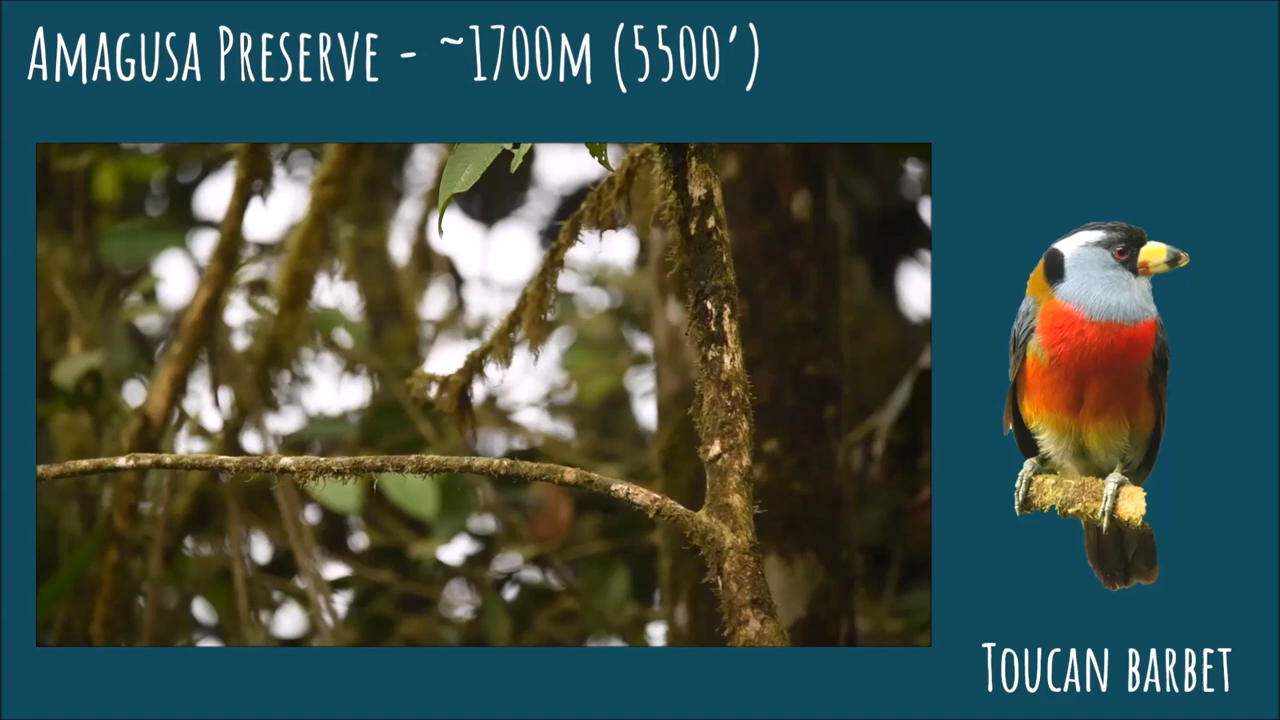 Amagusa Preserve - ~1700m (5500’)
Toucan barbet